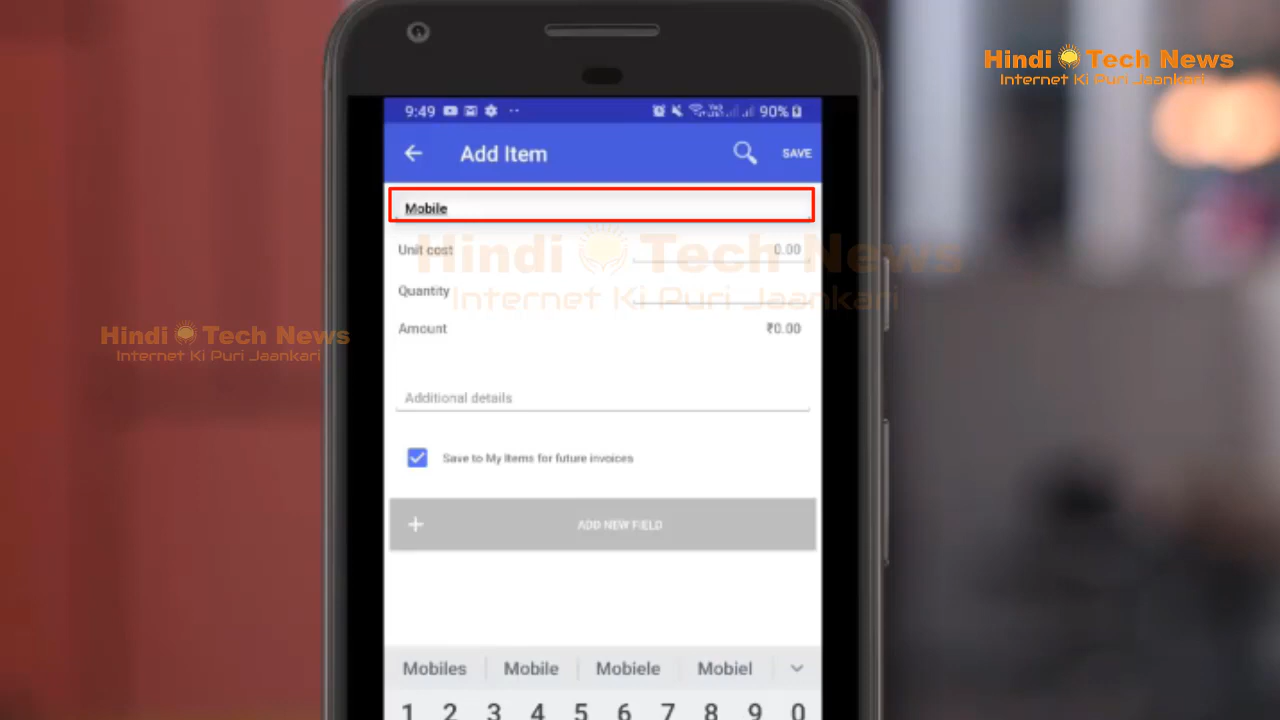 Hindi Tech News
Internet Ki Puri Jaankari
9:49 90%
Add Item SAVE
Mobile
Unit cost 0.00
Hindi Tech News
Internet Ki Puri Jaankari
Quantity
Amount ₹0.00
Hindi Tech News
Internet Ki Puri Jaankari
Additional details
Save to My Items for future invoices
+ ADD NEW FIELD
Mobiles Mobile Mobiele Mobiel
1 2 3 4 5 6 7 8 9 0